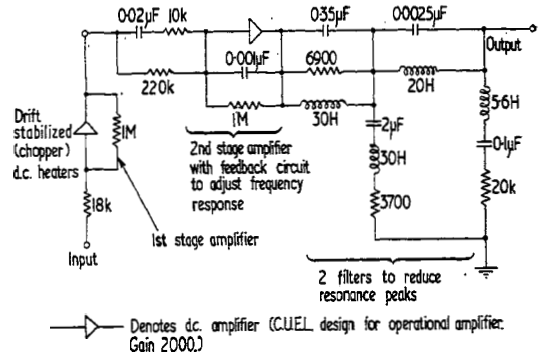 0·02µF 10k 0·35µF 0·0025µF
Output
0·001µF 6900
220k 20H
1M 30H
5·6H
Drift
stabilized
(chopper)
d.c. heaters
1M
2nd stage amplifier
with feedback circuit
to adjust frequency
response
2µF
30H
3700
0·1µF
20k
18k
1st stage amplifier
Input
2 filters to reduce
resonance peaks
Denotes d.c. amplifier (C.U.E.L. design for operational amplifier.
Gain 2000.)